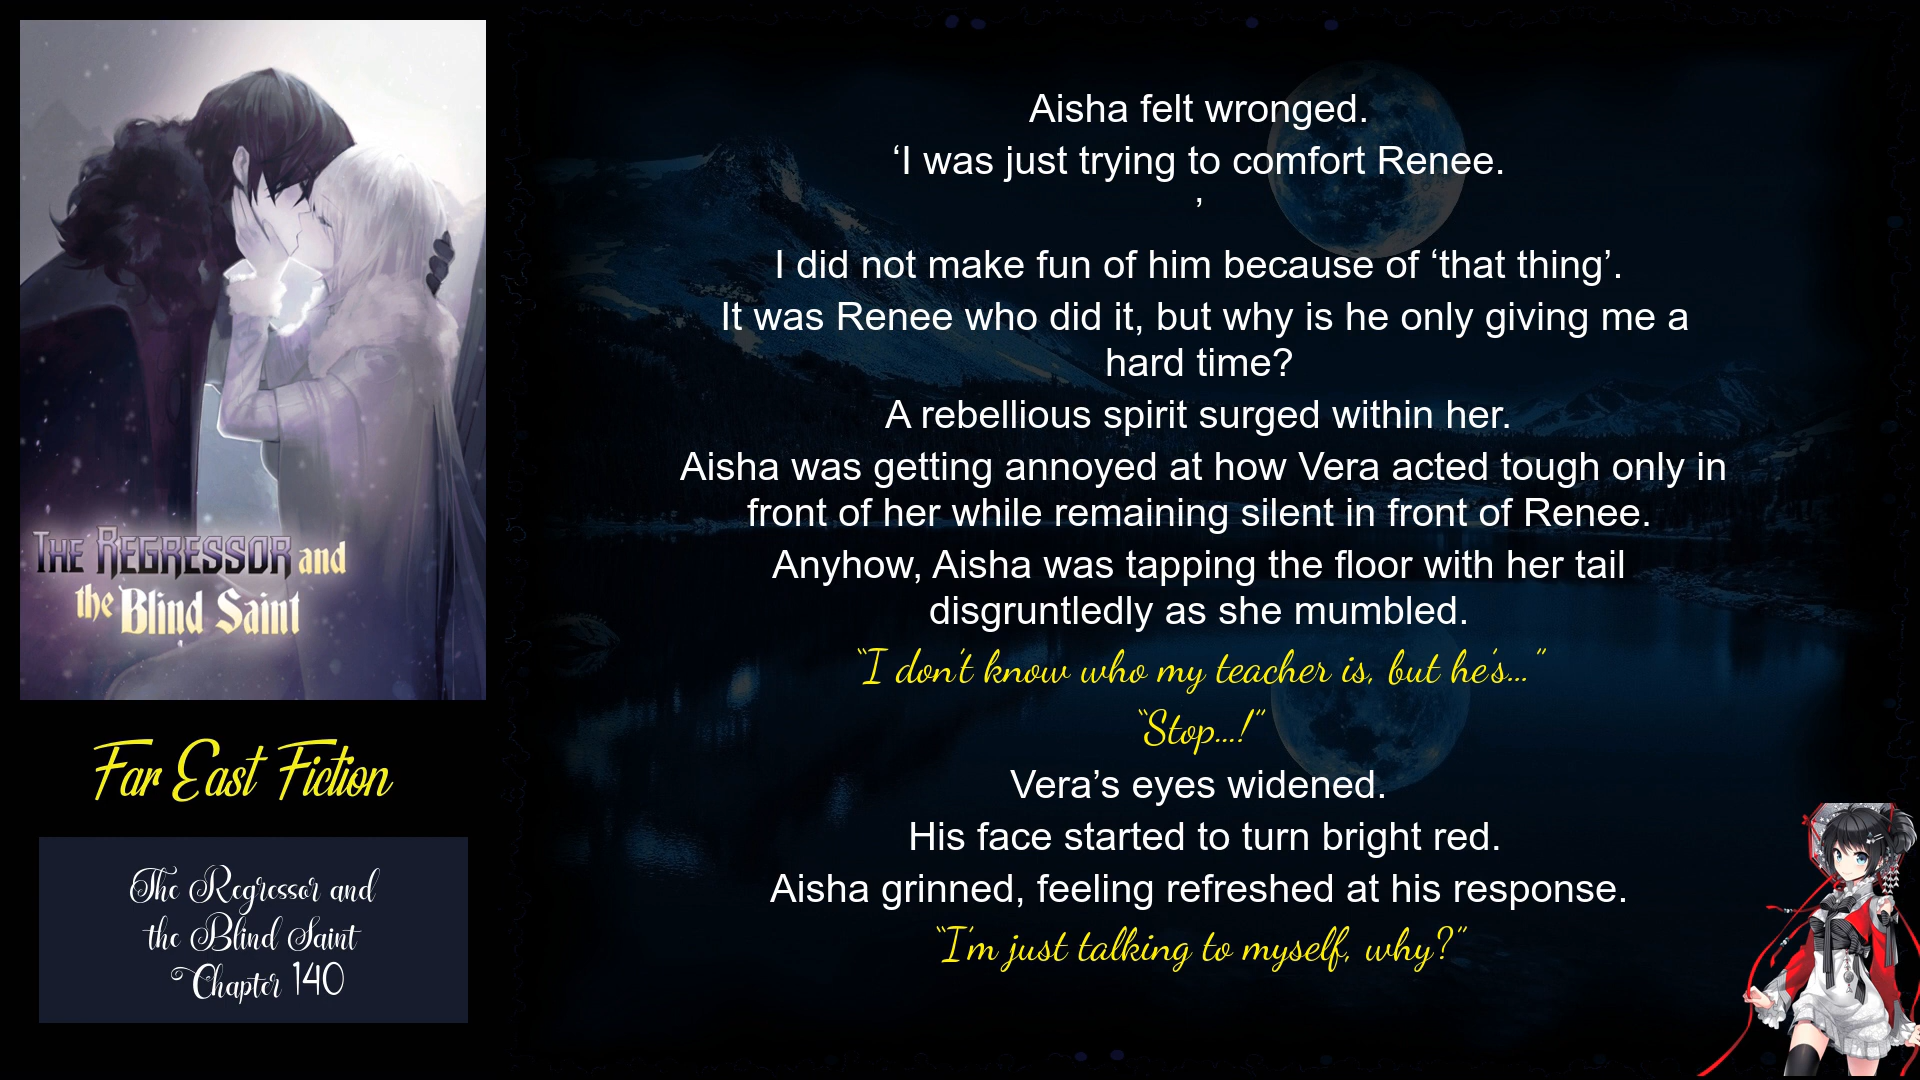 THE REGRESSOR and
the Blind Saint
Far East Fiction
The Regressor and
the Blind Saint
Chapter 140
Aisha felt wronged.
‘I was just trying to comfort Renee.
’
I did not make fun of him because of ‘that thing’.
It was Renee who did it, but why is he only giving me a
hard time?
A rebellious spirit surged within her.
Aisha was getting annoyed at how Vera acted tough only in
front of her while remaining silent in front of Renee.
Anyhow, Aisha was tapping the floor with her tail
disgruntledly as she mumbled.
“I don’t know who my teacher is, but he’s…”
“Stop…!”
Vera’s eyes widened.
His face started to turn bright red.
Aisha grinned, feeling refreshed at his response.
“I’m just talking to myself, why?”